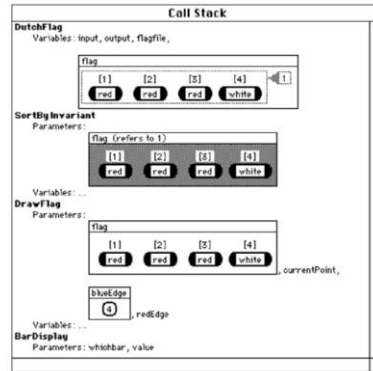 Call Stack
DutchFlag
Variables: input, output, flagfile,
flag
[1] [2] [3] [4]
red red red white
1
SortByInvariant
Parameters:
flag (refers to 1)
[1] [2] [3] [4]
red red red white
Variables: ...
DrawFlag
Parameters:
flag
[1] [2] [3] [4]
red red red white
, currentPoint,
blueEdge
4 , redEdge
Variables: ...
BarDisplay
Parameters: whichbar, value